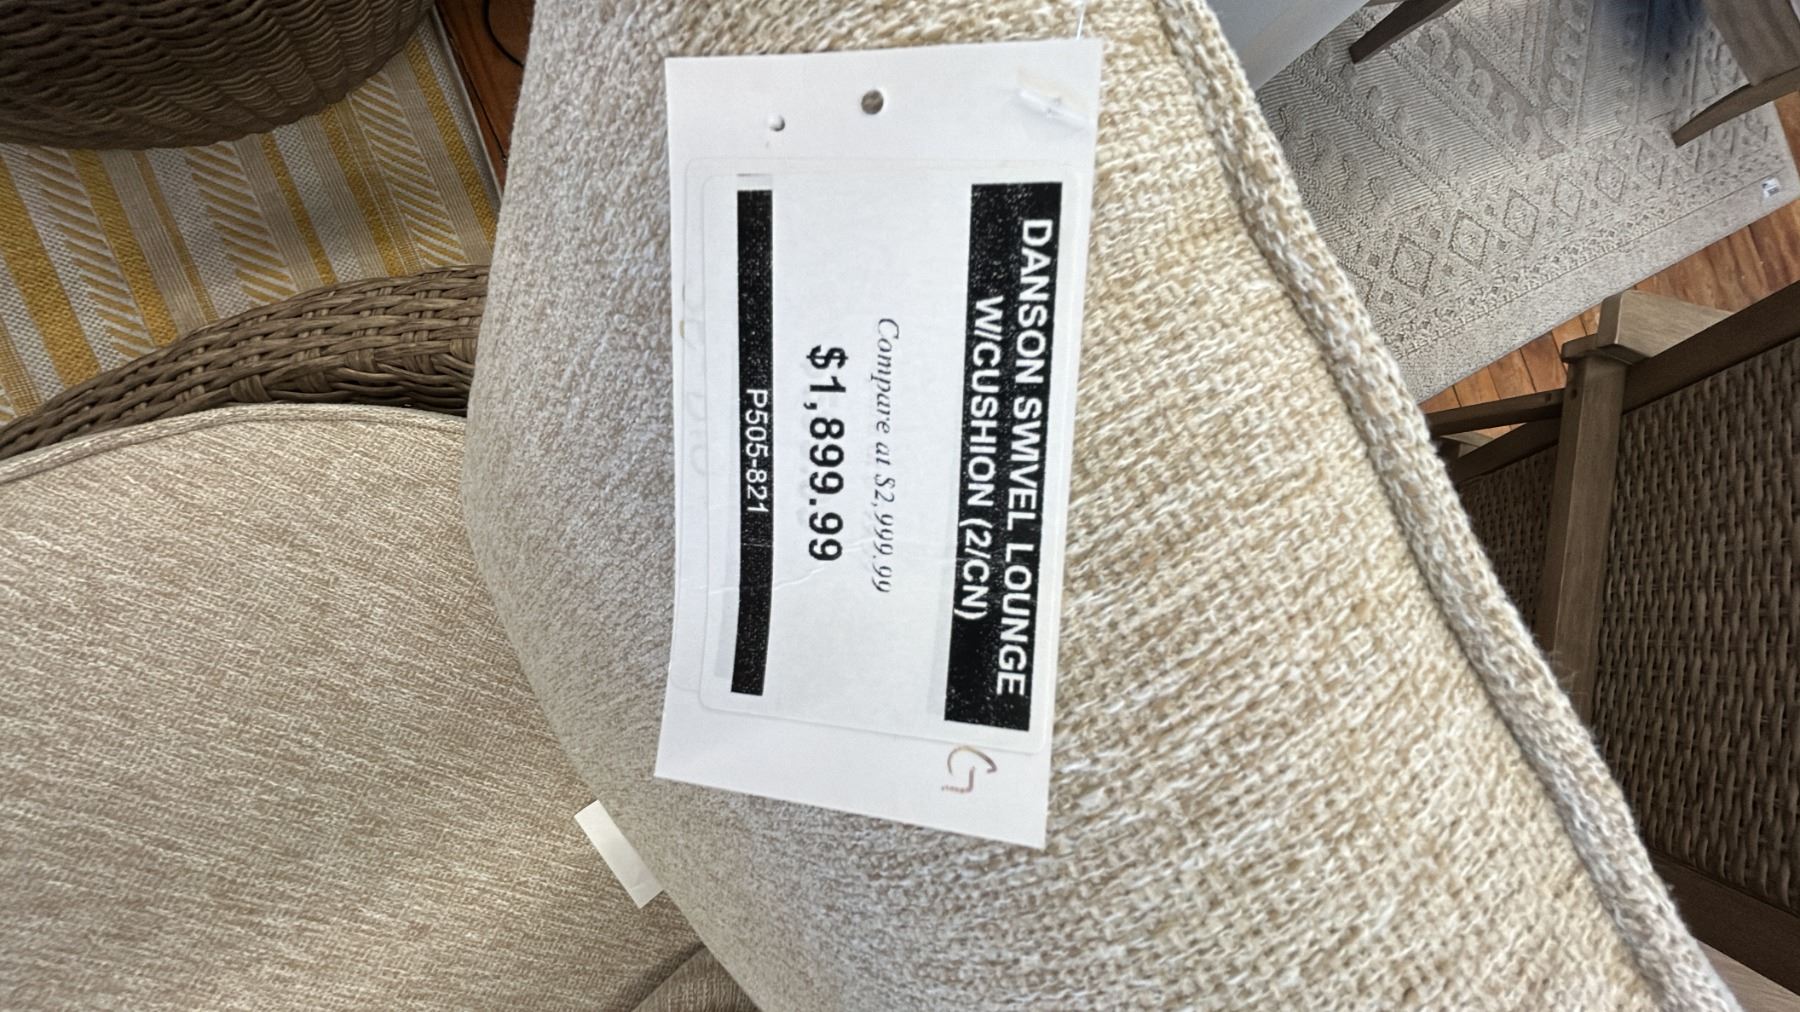 DANSON SWIVEL LOUNGE
W/CUSHION (2/CN)
Compare at $2,999.99
$1,899.99
P505-821
G